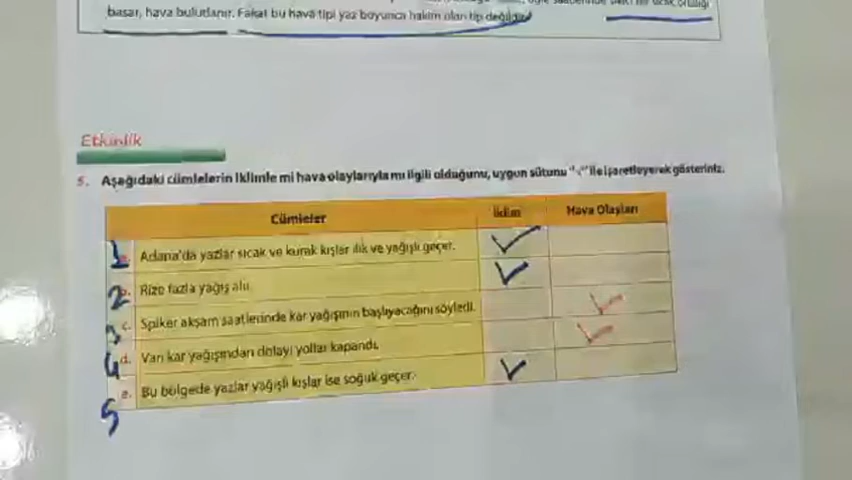 basar, hava bulutlanır. Fakat bu hava tipi yaz boyunca hakim olan tip değildir.
Etkinlik
5. Aşağıdaki cümlelerin iklimle mi hava olaylarıyla mı ilgili olduğunu, uygun sütunu "√" ile işaretleyerek gösteriniz.
Cümleler İklim Hava Olayları
1 Adana'da yazlar sıcak ve kurak kışlar ılık ve yağışlı geçer. ✓
2 b. Rize fazla yağış alır. ✓
3 c. Spiker akşam saatlerinde kar yağışının başlıyacağını söyledi. ✓
4 d. Van kar yağışından dolayı yollar kapandı. ✓
5 e. Bu bölgede yazlar yağışlı kışlar ise soğuk geçer. ✓